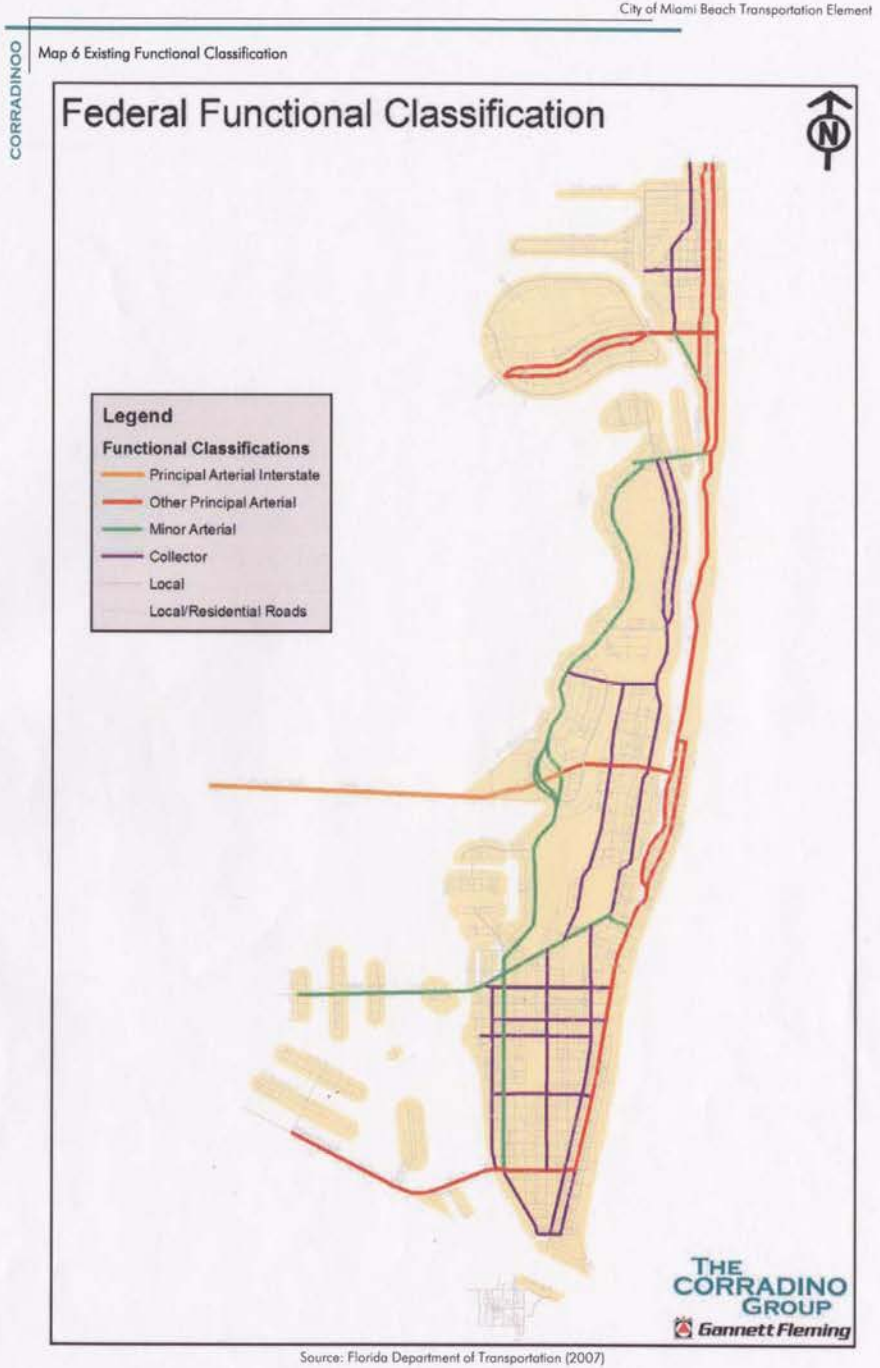 City of Miami Beach Transportation Element
CORRADINOO
Map 6 Existing Functional Classification
Federal Functional Classification
N
Legend
Functional Classifications
Principal Arterial Interstate
Other Principal Arterial
Minor Arterial
Collector
Local
Local/Residential Roads
THE
CORRADINO
GROUP
Gannett Fleming
Source: Florida Department of Transportation (2007)